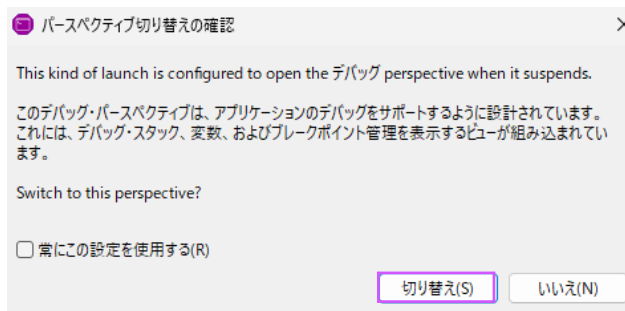 パースペクティブ切り替えの確認
This kind of launch is configured to open the デバッグ perspective when it suspends.
このデバッグ・パースペクティブは、アプリケーションのデバッグをサポートするように設計されています。
これには、デバッグ・スタック、変数、およびブレークポイント管理を表示するビューが組み込まれてい
ます。
Switch to this perspective?
常にこの設定を使用する(R)
切り替え(S) いいえ(N)